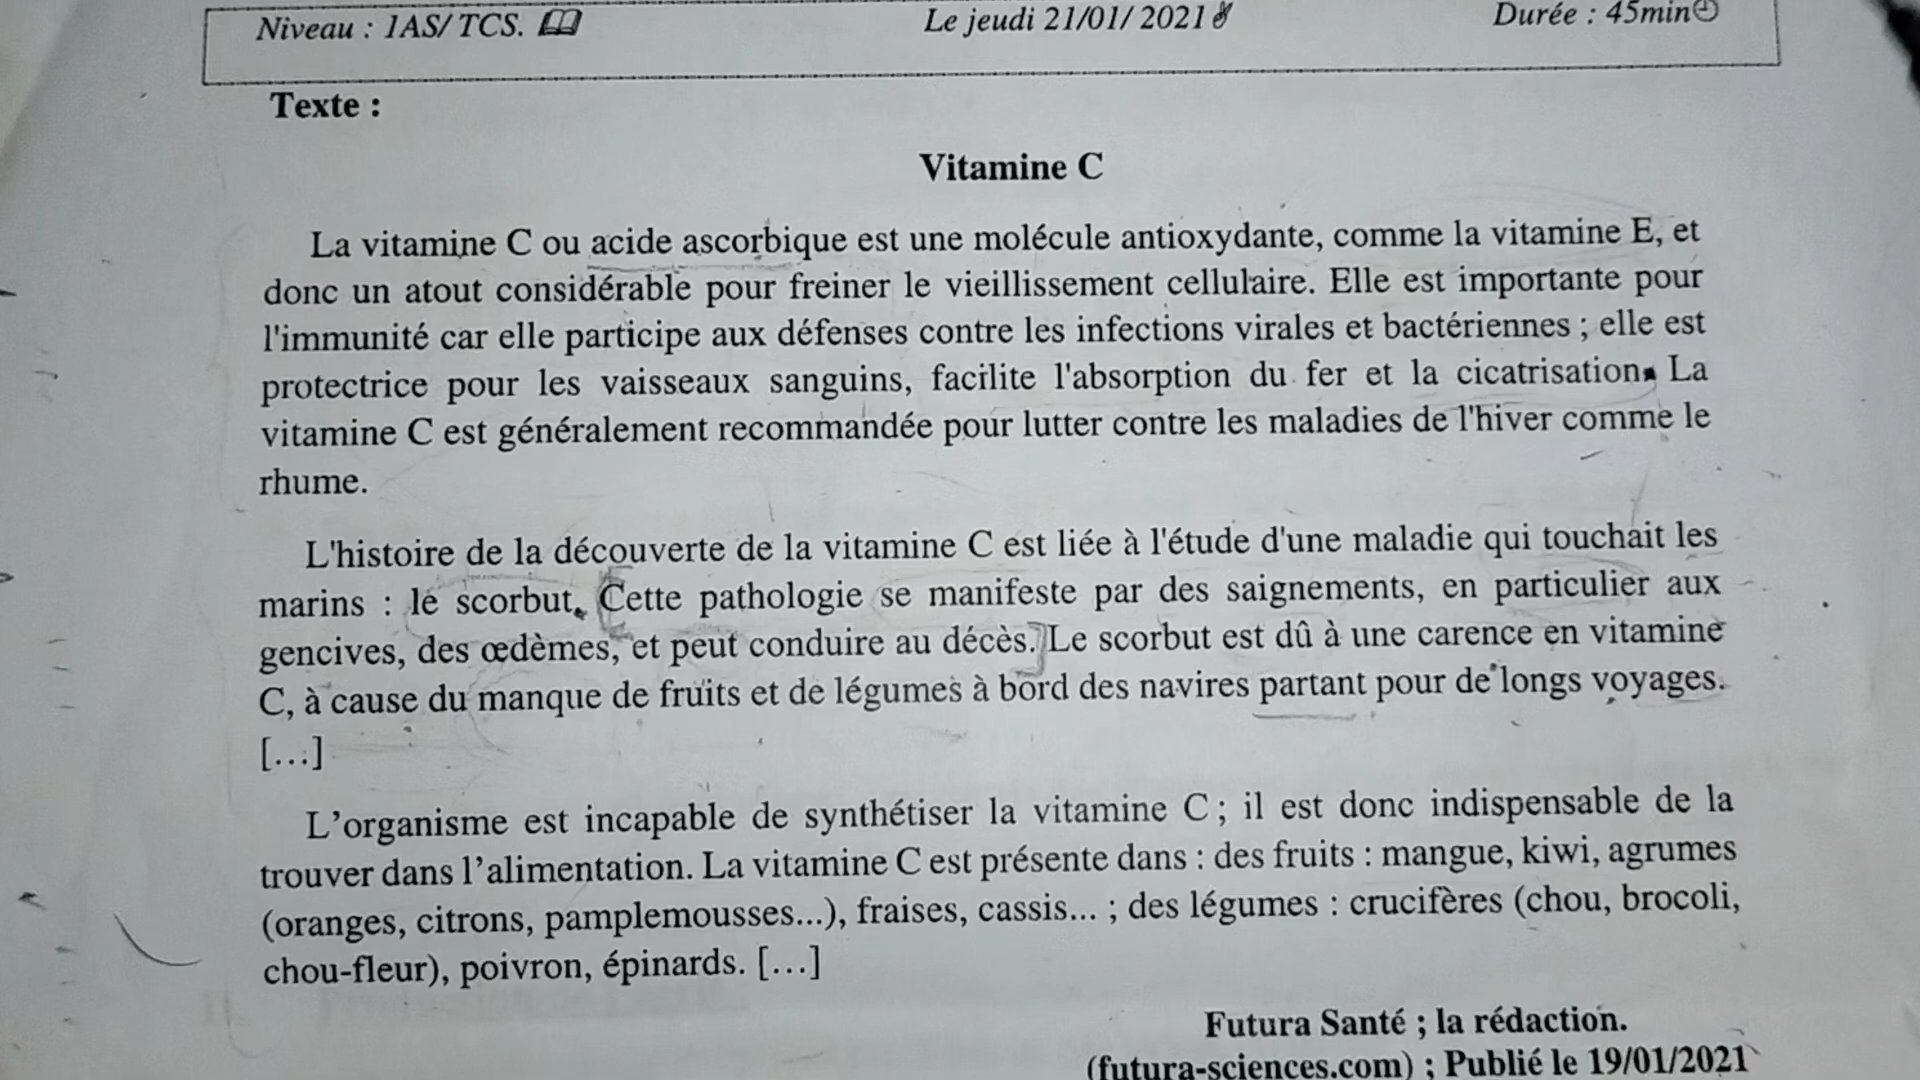 Niveau : 1AS/ TCS. Le jeudi 21/01/ 2021 Durée : 45min
Texte :
Vitamine C
La vitamine C ou acide ascorbique est une molécule antioxydante, comme la vitamine E, et
donc un atout considérable pour freiner le vieillissement cellulaire. Elle est importante pour
l'immunité car elle participe aux défenses contre les infections virales et bactériennes ; elle est
protectrice pour les vaisseaux sanguins, facilite l'absorption du fer et la cicatrisation. La
vitamine C est généralement recommandée pour lutter contre les maladies de l'hiver comme le
rhume.
L'histoire de la découverte de la vitamine C est liée à l'étude d'une maladie qui touchait les
marins : le scorbut. Cette pathologie se manifeste par des saignements, en particulier aux
gencives, des œdèmes, et peut conduire au décès. Le scorbut est dû à une carence en vitamine
C, à cause du manque de fruits et de légumes à bord des navires partant pour de longs voyages.
[...]
L’organisme est incapable de synthétiser la vitamine C ; il est donc indispensable de la
trouver dans l’alimentation. La vitamine C est présente dans : des fruits : mangue, kiwi, agrumes
(oranges, citrons, pamplemousses...), fraises, cassis... ; des légumes : crucifères (chou, brocoli,
chou-fleur), poivron, épinards. [...]
Futura Santé ; la rédaction.
(futura-sciences.com) ; Publié le 19/01/2021